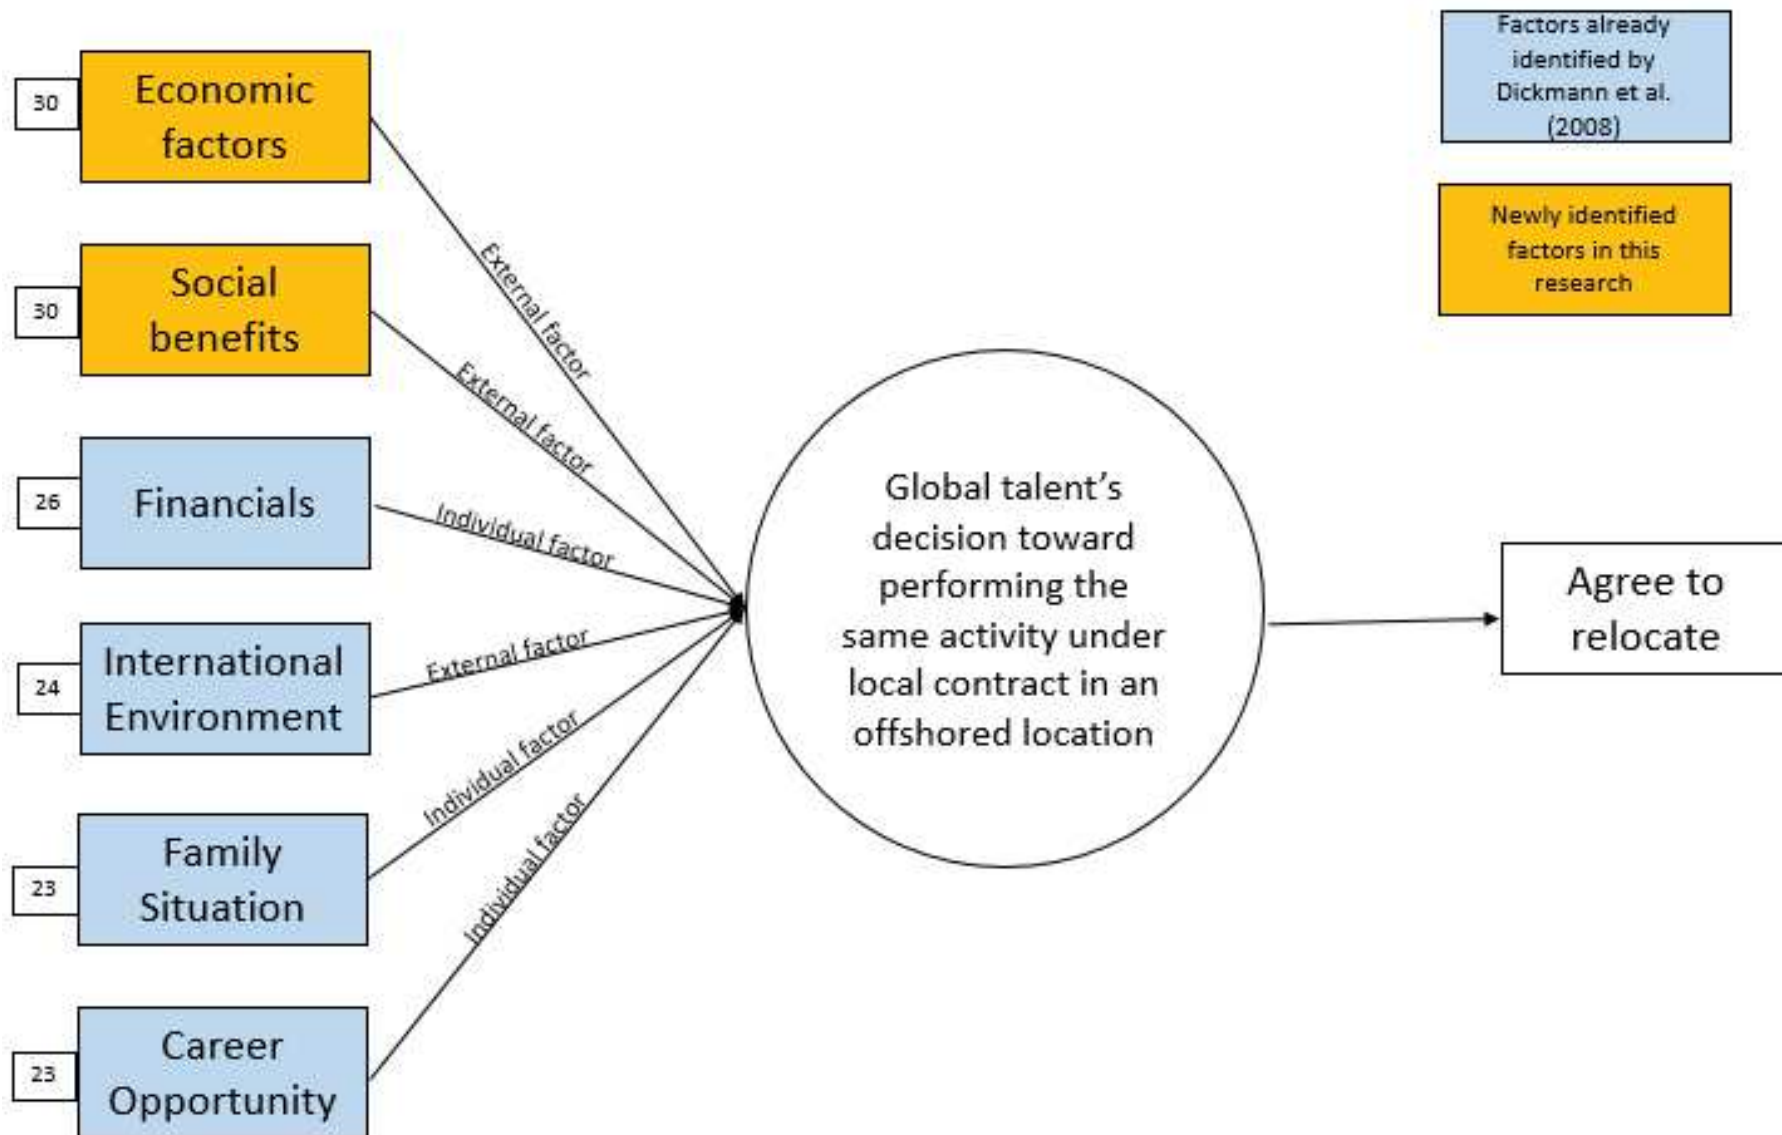 30
Economic
factors
30
Social
benefits
26
Financials
24
International
Environment
23
Family
Situation
23
Career
Opportunity
External factor
External factor
Individual factor
External factor
Individual factor
Individual factor
Global talent’s
decision toward
performing the
same activity under
local contract in an
offshored location
Agree to
relocate
Factors already
identified by
Dickmann et al.
(2008)
Newly identified
factors in this
research